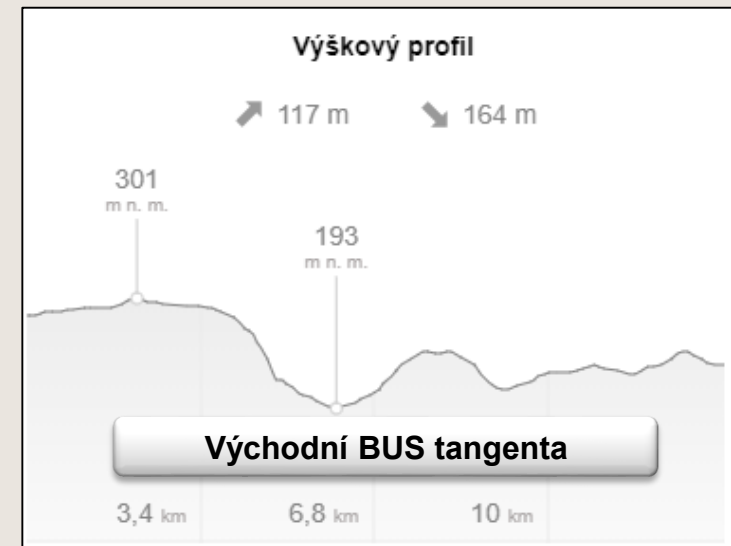 Výškový profil
117 m 164 m
301
m n. m.
193
m n. m.
Východní BUS tangenta
3,4 km 6,8 km 10 km